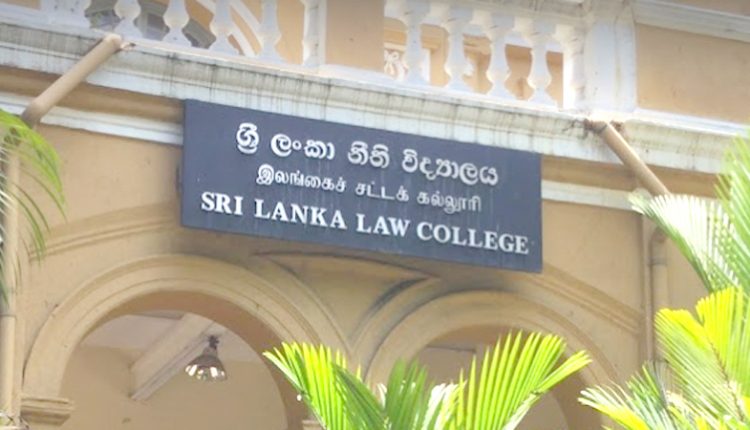 ශ්‍රී ලංකා නීති විද්‍යාලය
இலங்கைச் சட்டக் கல்லூரி
SRI LANKA LAW COLLEGE